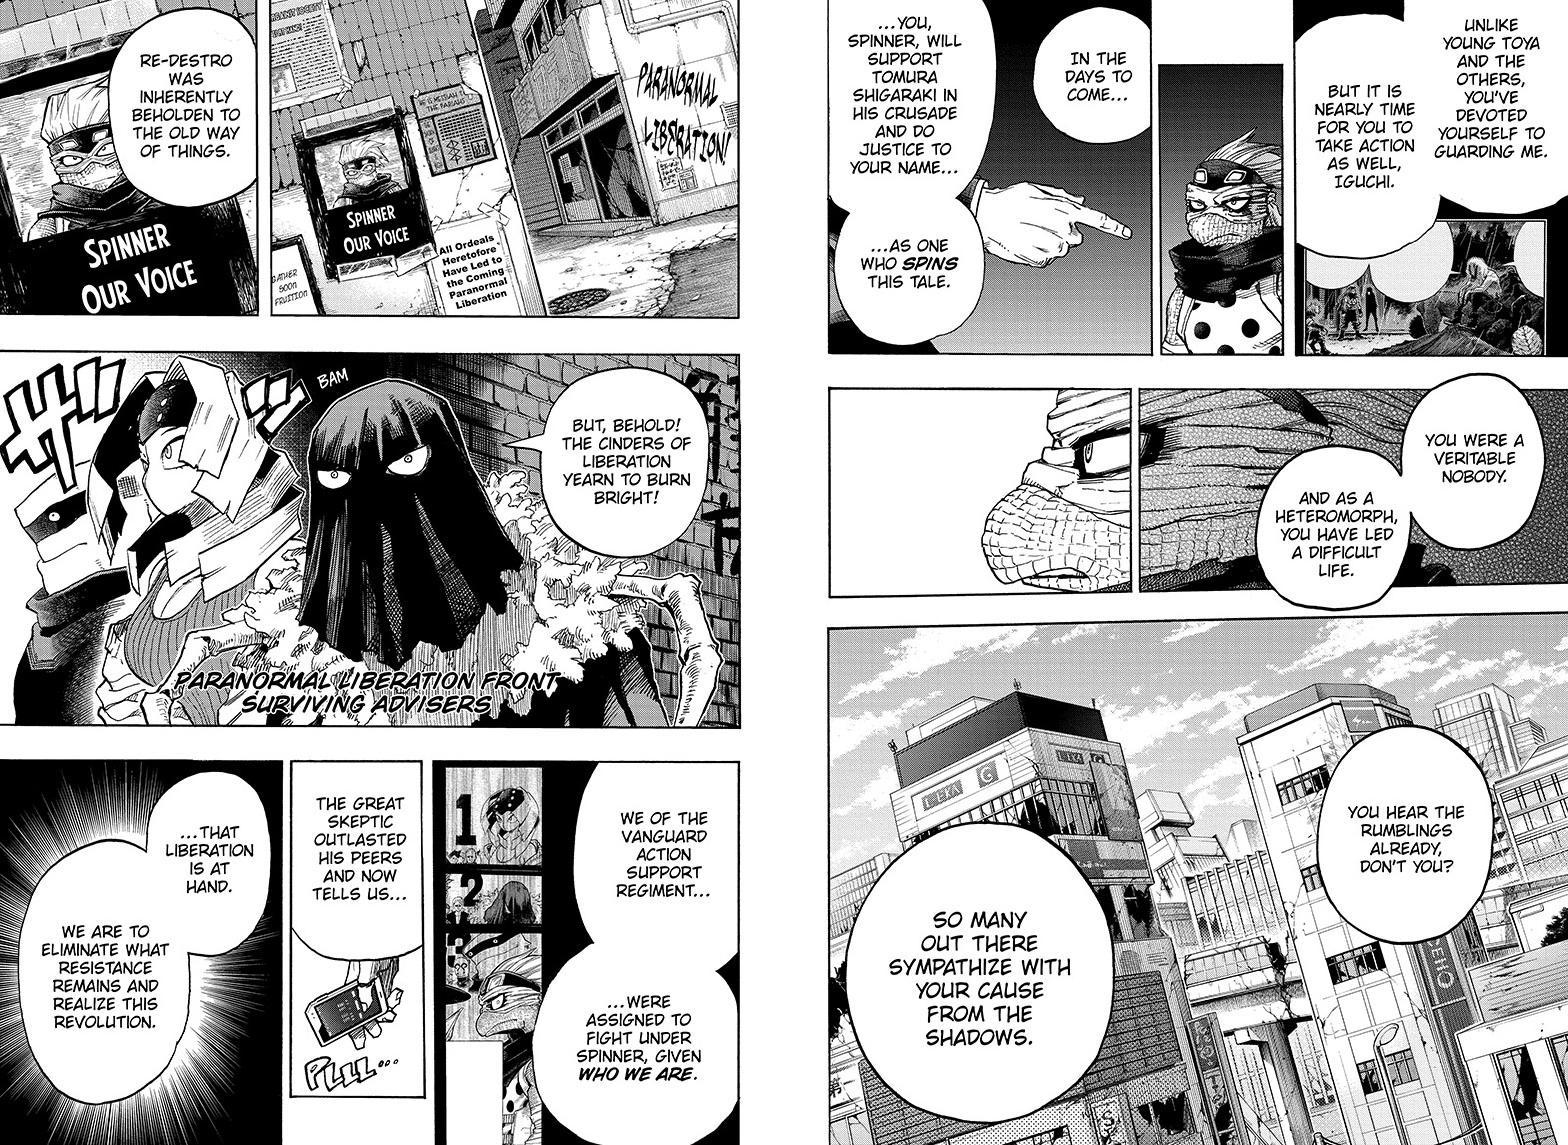 UNLIKE
YOUNG TOYA
AND THE
OTHERS,
YOU'VE
DEVOTED
YOURSELF TO
GUARDING ME.
BUT IT IS
NEARLY TIME
FOR YOU TO
TAKE ACTION
AS WELL,
IGUCHI.
IN THE
DAYS TO
COME...
...YOU,
SPINNER, WILL
SUPPORT
TOMURA
SHIGARAKI IN
HIS CRUSADE
AND DO
JUSTICE TO
YOUR NAME...
...AS ONE
WHO SPINS
THIS TALE.
YOU WERE A
VERITABLE
NOBODY.
AND AS A
HETEROMORPH,
YOU HAVE LED
A DIFFICULT
LIFE.
YOU HEAR THE
RUMBLINGS
ALREADY,
DON'T YOU?
SO MANY
OUT THERE
SYMPATHIZE WITH
YOUR CAUSE
FROM THE
SHADOWS.
PARANORMAL
LIBERATION!
SPINNER
OUR VOICE
All Ordeals
Heretofore
Have Led to
the Coming
Paranormal
Liberation
GATHER
SOON
FRUITION
RE-DESTRO
WAS
INHERENTLY
BEHOLDEN TO
THE OLD WAY
OF THINGS.
SPINNER
OUR VOICE
BUT, BEHOLD!
THE CINDERS OF
LIBERATION
YEARN TO BURN
BRIGHT!
BAM
ザッ
PARANORMAL LIBERATION FRONT
SURVIVING ADVISERS
WE OF THE
VANGUARD
ACTION
SUPPORT
REGIMENT...
1
2
3
...WERE
ASSIGNED TO
FIGHT UNDER
SPINNER, GIVEN
WHO WE ARE.
THE GREAT
SKEPTIC
OUTLASTED
HIS PEERS
AND NOW
TELLS US...
PLLL...
...THAT
LIBERATION
IS AT
HAND.
WE ARE TO
ELIMINATE WHAT
RESISTANCE
REMAINS AND
REALIZE THIS
REVOLUTION.